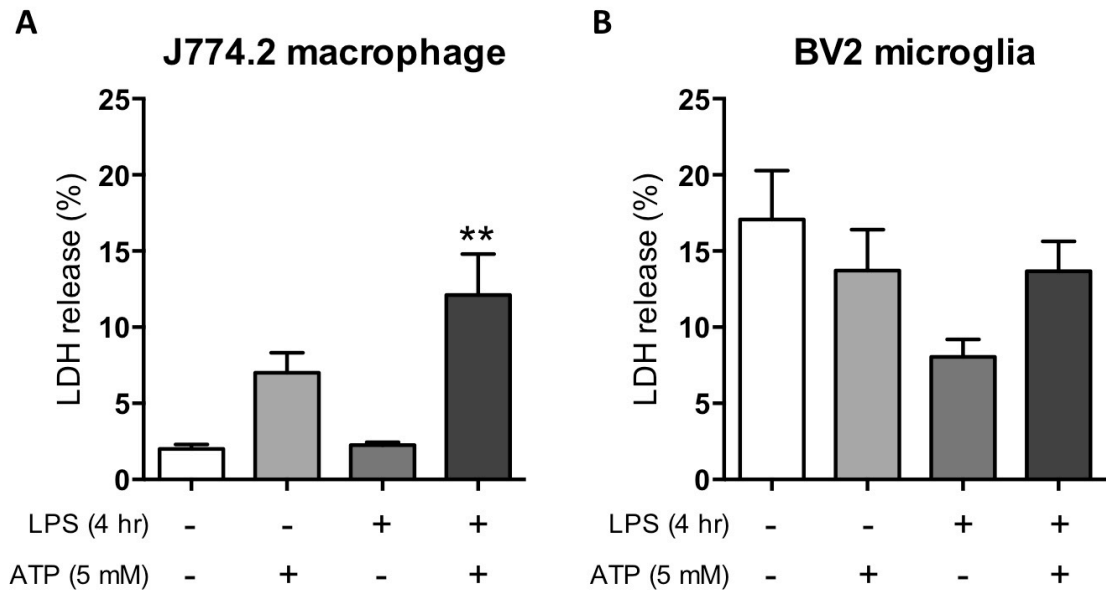 A
J774.2 macrophage
25
20
15
10
5
0
LDH release (%)
**
LPS (4 hr) - - + +
ATP (5 mM) - + - +
B
BV2 microglia
25
20
15
10
5
0
LDH release (%)
LPS (4 hr) - - + +
ATP (5 mM) - + - +